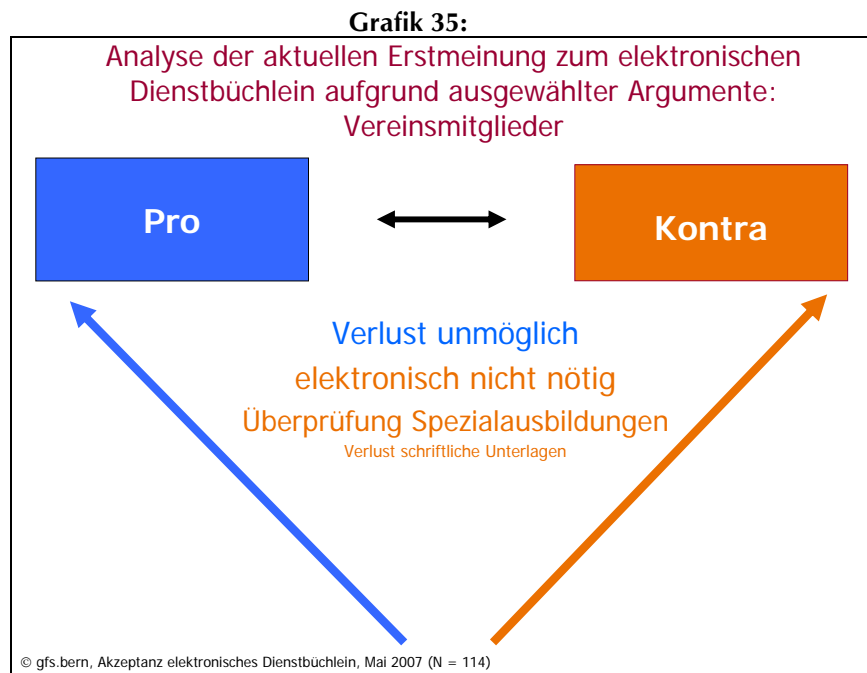 Grafik 35:
Analyse der aktuellen Erstmeinung zum elektronischen
Dienstbüchlein aufgrund ausgewählter Argumente:
Vereinsmitglieder
Pro
Kontra
Verlust unmöglich
elektronisch nicht nötig
Überprüfung Spezialausbildungen
Verlust schriftliche Unterlagen
© gfs.bern, Akzeptanz elektronisches Dienstbüchlein, Mai 2007 (N = 114)